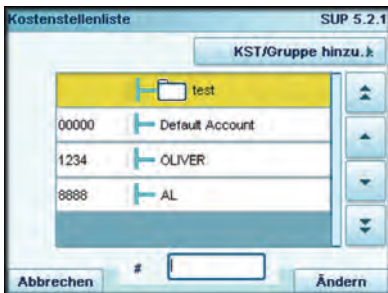 Kostenstellenliste SUP 5.2.1
KST/Gruppe hinzu.
test
00000 Default Account
1234 OLIVER
8888 AL
#
Abbrechen Ändern